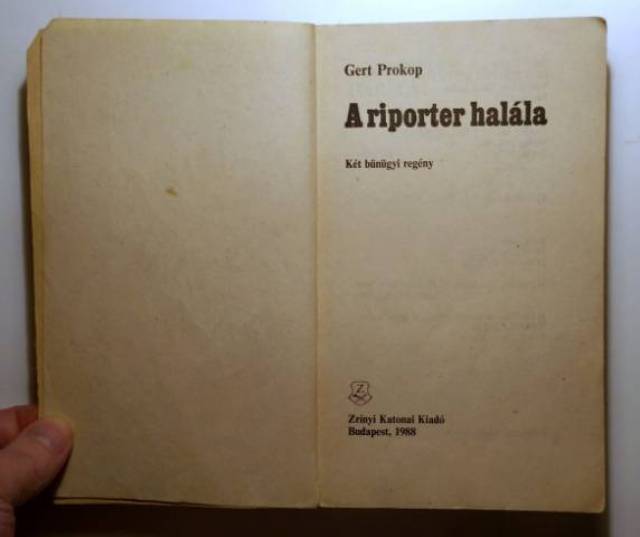 Gert Prokop
A riporter halála
Két bűnügyi regény
Z
Zrínyi Katonai Kiadó
Budapest, 1988